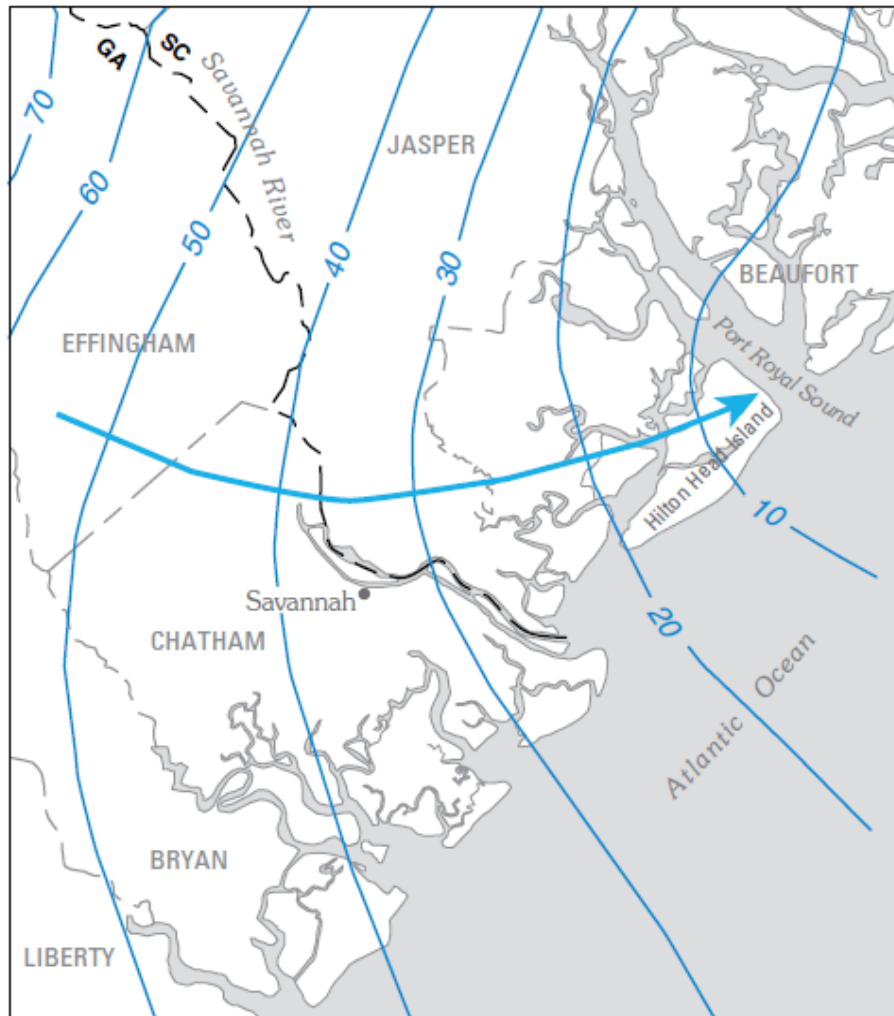 GA
SC
Savannah River
70
60
50
40
30
JASPER
BEAUFORT
EFFINGHAM
Port Royal Sound
Hilton Head Island
10
Savannah
20
CHATHAM
Atlantic Ocean
BRYAN
LIBERTY